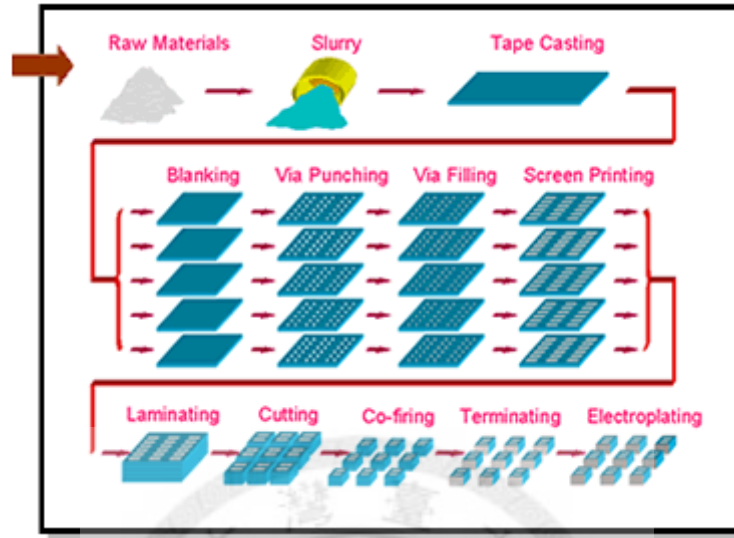 Raw Materials Slurry Tape Casting
Blanking Via Punching Via Filling Screen Printing
Laminating Cutting Co-firing Terminating Electroplating